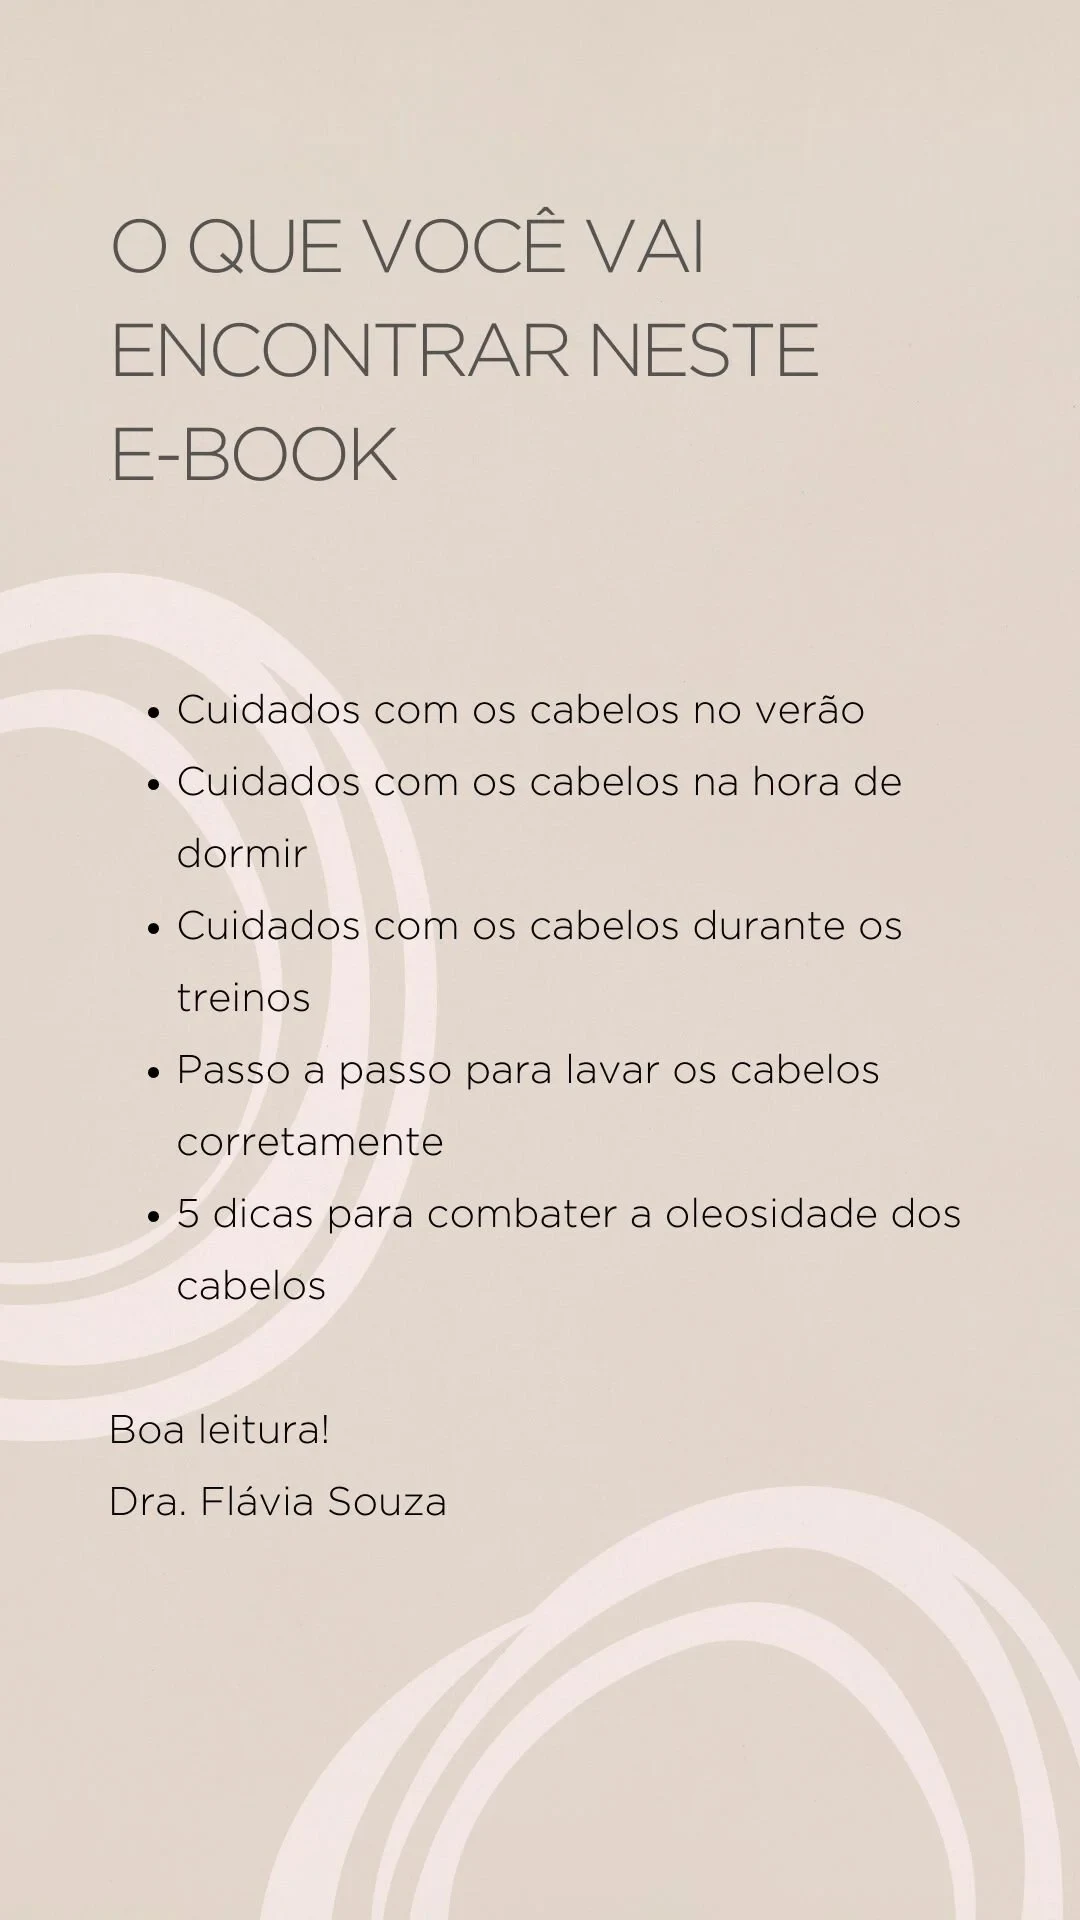 O QUE VOCÊ VAI
ENCONTRAR NESTE
E-BOOK
• Cuidados com os cabelos no verão
• Cuidados com os cabelos na hora de
dormir
• Cuidados com os cabelos durante os
treinos
• Passo a passo para lavar os cabelos
corretamente
• 5 dicas para combater a oleosidade dos
cabelos
Boa leitura!
Dra. Flávia Souza